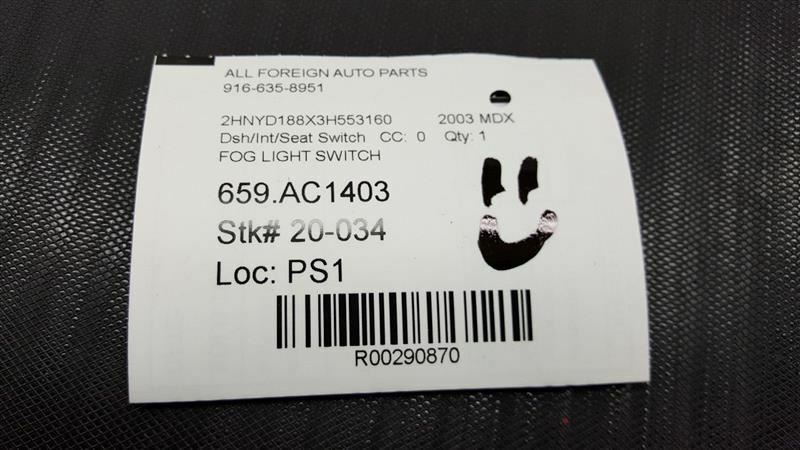 ALL FOREIGN AUTO PARTS
916-635-8951
2HNYD188X3H553160 2003 MDX
Dsh/Int/Seat Switch CC: 0 Qty: 1
FOG LIGHT SWITCH
659.AC1403
Stk# 20-034
Loc: PS1
R00290870